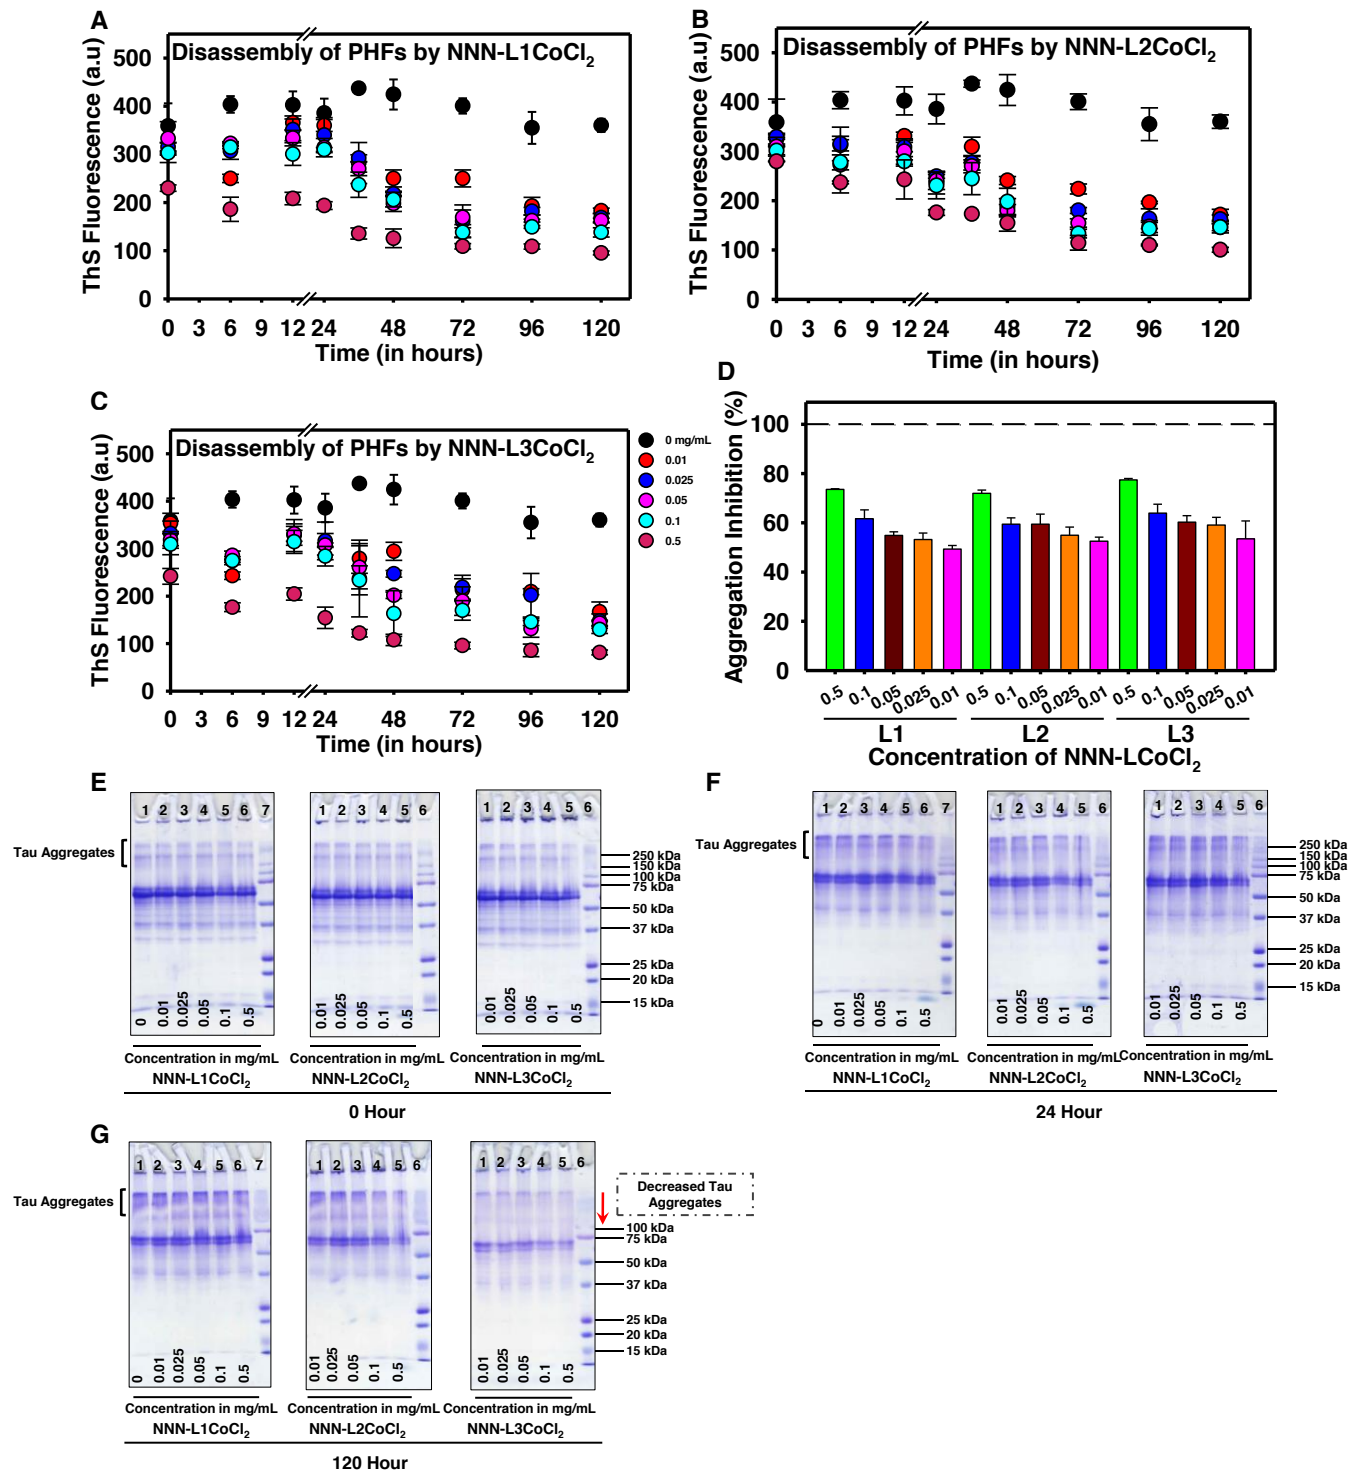 A
Disassembly of PHFs by NNN-L1CoCl2
ThS Fluorescence (a.u)
500
400
300
200
100
0
0 3 6 9 12 24 48 72 96 120
Time (in hours)
B
Disassembly of PHFs by NNN-L2CoCl2
ThS Fluorescence (a.u)
500
400
300
200
100
0
0 3 6 9 12 24 48 72 96 120
Time (in hours)
C
Disassembly of PHFs by NNN-L3CoCl2
ThS Fluorescence (a.u)
500
400
300
200
100
0
0 3 6 9 12 24 48 72 96 120
Time (in hours)
0 mg/mL
0.01
0.025
0.05
0.1
0.5
D
Aggregation Inhibition (%)
100
80
60
40
20
0
0.5 0.1 0.05 0.025 0.01 0.5 0.1 0.05 0.025 0.01 0.5 0.1 0.05 0.025 0.01
L1 L2 L3
Concentration of NNN-LCoCl2
E
Tau Aggregates
1 2 3 4 5 6 7
0 0.01 0.025 0.05 0.1 0.5
Concentration in mg/mL
NNN-L1CoCl2
1 2 3 4 5 6
0.01 0.025 0.05 0.1 0.5
Concentration in mg/mL
NNN-L2CoCl2
1 2 3 4 5 6
0.01 0.025 0.05 0.1 0.5
Concentration in mg/mL
NNN-L3CoCl2
250 kDa
150 kDa
100 kDa
75 kDa
50 kDa
37 kDa
25 kDa
20 kDa
15 kDa
0 Hour
F
Tau Aggregates
1 2 3 4 5 6 7
0 0.01 0.025 0.05 0.1 0.5
Concentration in mg/mL
NNN-L1CoCl2
1 2 3 4 5 6
0.01 0.025 0.05 0.1 0.5
Concentration in mg/mL
NNN-L2CoCl2
1 2 3 4 5 6
0.01 0.025 0.05 0.1 0.5
Concentration in mg/mL
NNN-L3CoCl2
250 kDa
150 kDa
100 kDa
75 kDa
50 kDa
37 kDa
25 kDa
20 kDa
15 kDa
24 Hour
G
Tau Aggregates
1 2 3 4 5 6 7
0 0.01 0.025 0.05 0.1 0.5
Concentration in mg/mL
NNN-L1CoCl2
1 2 3 4 5 6
0.01 0.025 0.05 0.1 0.5
Concentration in mg/mL
NNN-L2CoCl2
1 2 3 4 5 6
0.01 0.025 0.05 0.1 0.5
Concentration in mg/mL
NNN-L3CoCl2
Decreased Tau
Aggregates
100 kDa
75 kDa
50 kDa
37 kDa
25 kDa
20 kDa
15 kDa
120 Hour